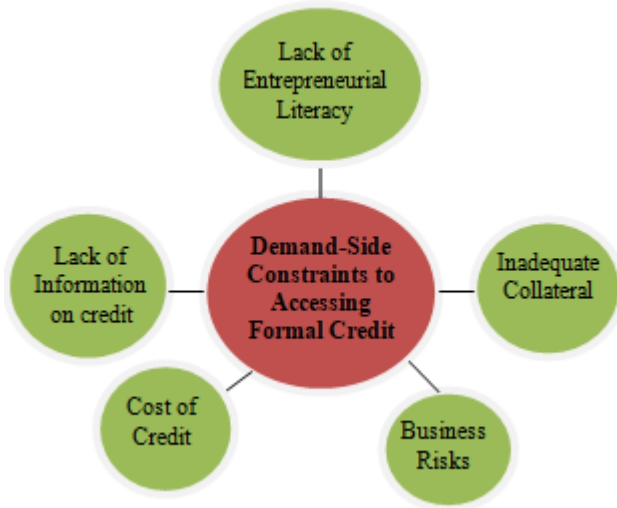 Lack of
Entrepreneurial
Literacy
Lack of
Information
on credit
Demand-Side
Constraints to
Accessing
Formal Credit
Inadequate
Collateral
Cost of
Credit
Business
Risks